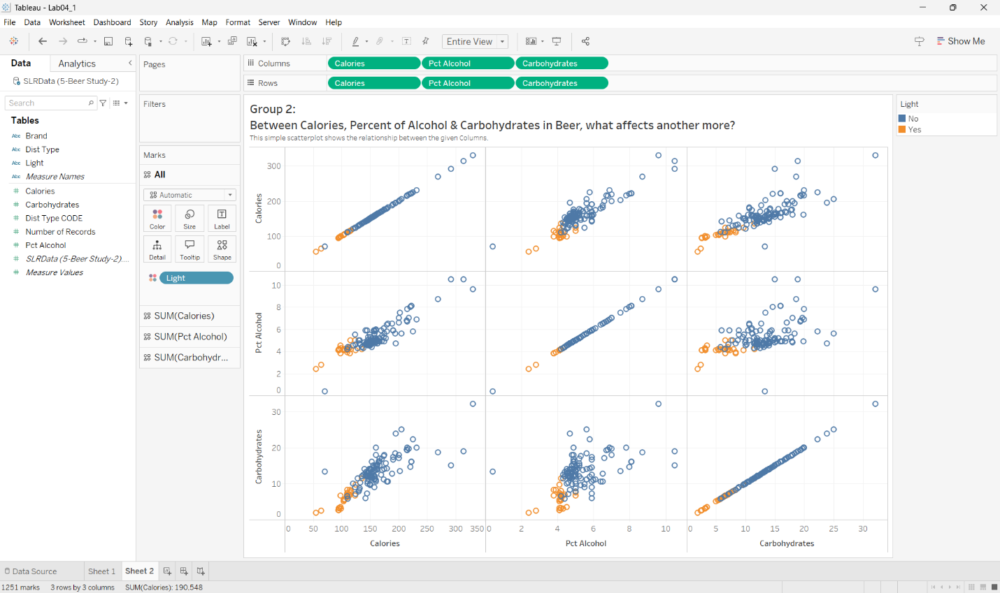 Tableau - Lab04_1
File Data Worksheet Dashboard Story Analysis Map Format Server Window Help
Entire View
Show Me
Data Analytics
SLRData (5-Beer Study-2)
Search
Tables
Abc Brand
Abc Dist Type
Abc Light
Abc Measure Names
# Calories
# Carbohydrates
# Dist Type CODE
# Number of Records
# Pct Alcohol
# SLRData (5-Beer Study-2)....
# Measure Values
Pages
Filters
Marks
All
Automatic
Color Size Label
Detail Tooltip Shape
Light
SUM(Calories)
SUM(Pct Alcohol)
SUM(Carbohydr...
Columns Calories Pct Alcohol Carbohydrates
Rows Calories Pct Alcohol Carbohydrates
Group 2:
Between Calories, Percent of Alcohol & Carbohydrates in Beer, what affects another more?
This simple scatterplot shows the relationship between the given Columns.
Calories
300
200
100
0
Pct Alcohol
10
8
6
4
2
0
Carbohydrates
30
20
10
0
0 50 100 150 200 250 300 350 0 2 4 6 8 10 0 5 10 15 20 25 30
Calories Pct Alcohol Carbohydrates
Light
No
Yes
Data Source Sheet 1 Sheet 2
1251 marks 3 rows by 3 columns SUM(Calories): 190,548